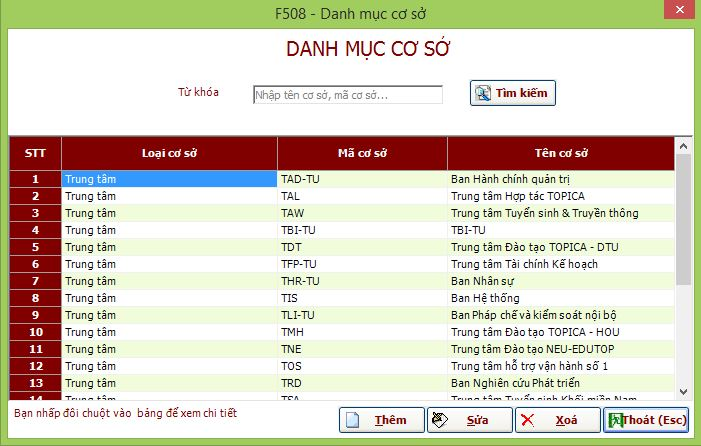 F508 - Danh mục cơ sở
DANH MỤC CƠ SỞ
Từ khóa Nhập tên cơ sở, mã cơ sở... Tìm kiếm
STT Loại cơ sở Mã cơ sở Tên cơ sở
1 Trung tâm TAD-TU Ban Hành chính quản trị
2 Trung tâm TAL Trung tâm Hợp tác TOPICA
3 Trung tâm TAW Trung tâm Tuyển sinh & Truyền thông
4 Trung tâm TBI-TU TBI-TU
5 Trung tâm TDT Trung tâm Đào tạo TOPICA - DTU
6 Trung tâm TFP-TU Trung tâm Tài chính Kế hoạch
7 Trung tâm THR-TU Ban Nhân sự
8 Trung tâm TIS Ban Hệ thống
9 Trung tâm TLI-TU Ban Pháp chế và kiểm soát nội bộ
10 Trung tâm TMH Trung tâm Đào tạo TOPICA - HOU
11 Trung tâm TNE Trung tâm Đào tạo NEU-EDUTOP
12 Trung tâm TOS Trung tâm hỗ trợ vận hành số 1
13 Trung tâm TRD Ban Nghiên cứu Phát triển
14 Trung tâm TSA Trung tâm Tuyển sinh Khối miền Nam
Bạn nhấp đôi chuột vào bảng để xem chi tiết
Thêm Sửa Xoá Thoát (Esc)